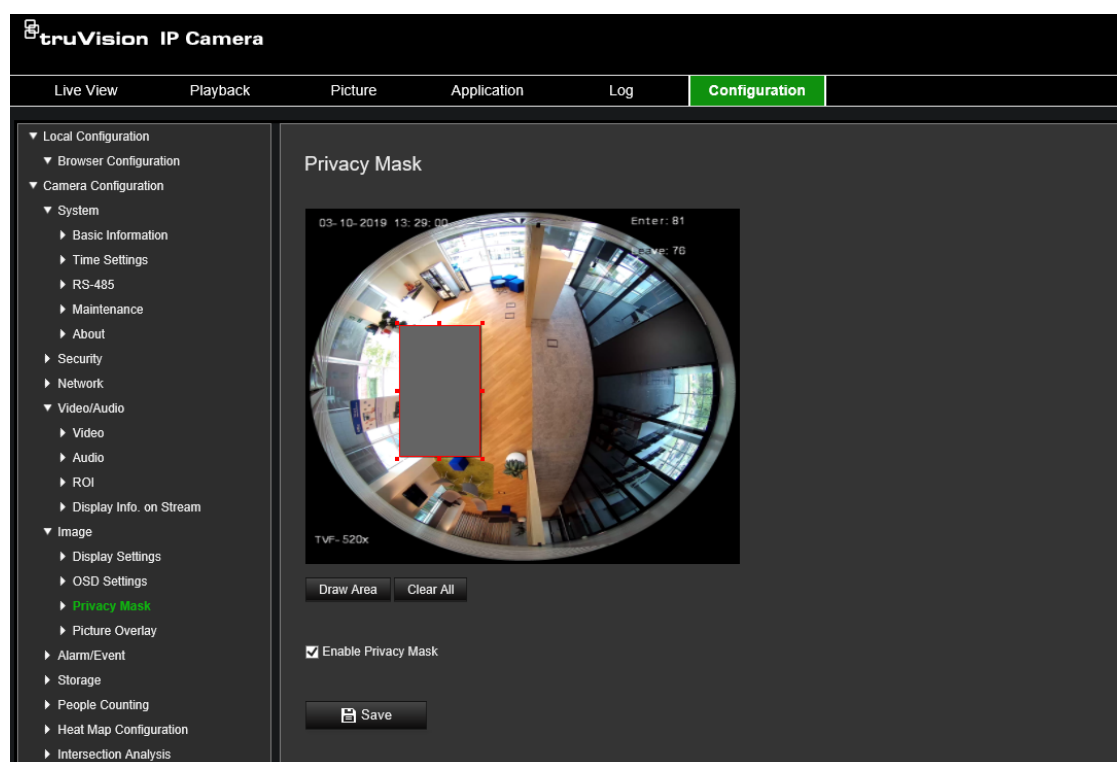 truVision IP Camera
Live View Playback Picture Application Log Configuration
Local Configuration
Browser Configuration
Camera Configuration
System
Basic Information
Time Settings
RS-485
Maintenance
About
Security
Network
Video/Audio
Video
Audio
ROI
Display Info. on Stream
Image
Display Settings
OSD Settings
Privacy Mask
Picture Overlay
Alarm/Event
Storage
People Counting
Heat Map Configuration
Intersection Analysis
Privacy Mask
03-10-2019 13:29:00 Enter:81
Leave:76
TVF-520x
Draw Area Clear All
Enable Privacy Mask
Save